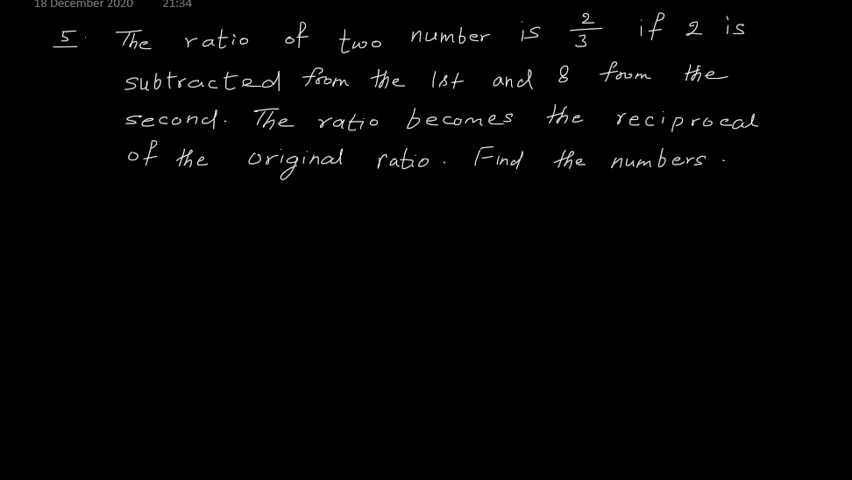 18 December 2020 21:34
5. The ratio of two number is 2/3 if 2 is
subtracted from the 1st and 8 from the
second. The ratio becomes the reciprocal
of the original ratio. Find the numbers.